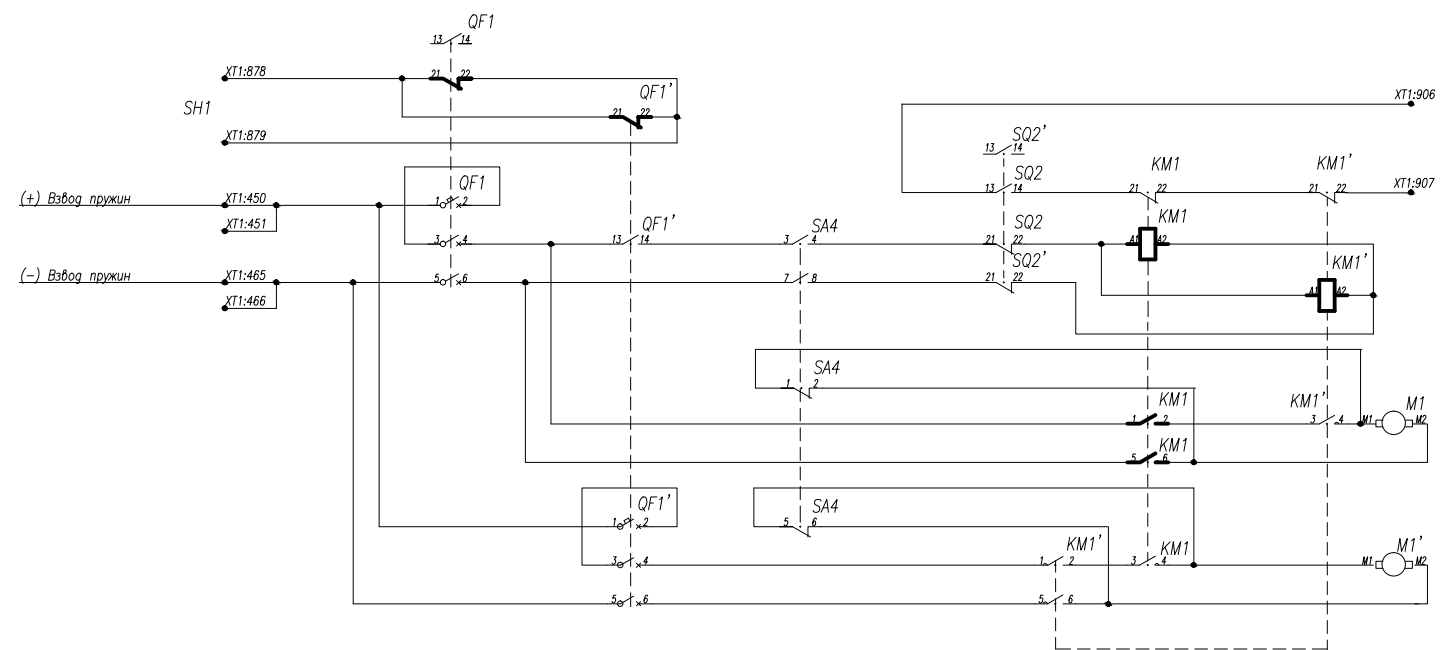 QF1
13 14
XT1:878
21 22
QF1'
SH1
21 22
XT1:906
XT1:879
SQ2'
13 14
QF1
SQ2
KM1
KM1'
(+) Взвод пружин
XT1:450
1 2
13 14
21 22
21 22
XT1:907
XT1:451
QF1'
SA4
SQ2
KM1
3 4
13 14
3 4
21 22
A1 A2
SQ2'
KM1'
(-) Взвод пружин
XT1:465
5 6
7 8
21 22
A1 A2
XT1:466
SA4
1 2
KM1
KM1'
M1
1 2
3 4
M1 M2
KM1
5 6
QF1'
SA4
1 2
5 6
KM1'
KM1
M1'
3 4
1 2
3 4
M1 M2
5 6
5 6